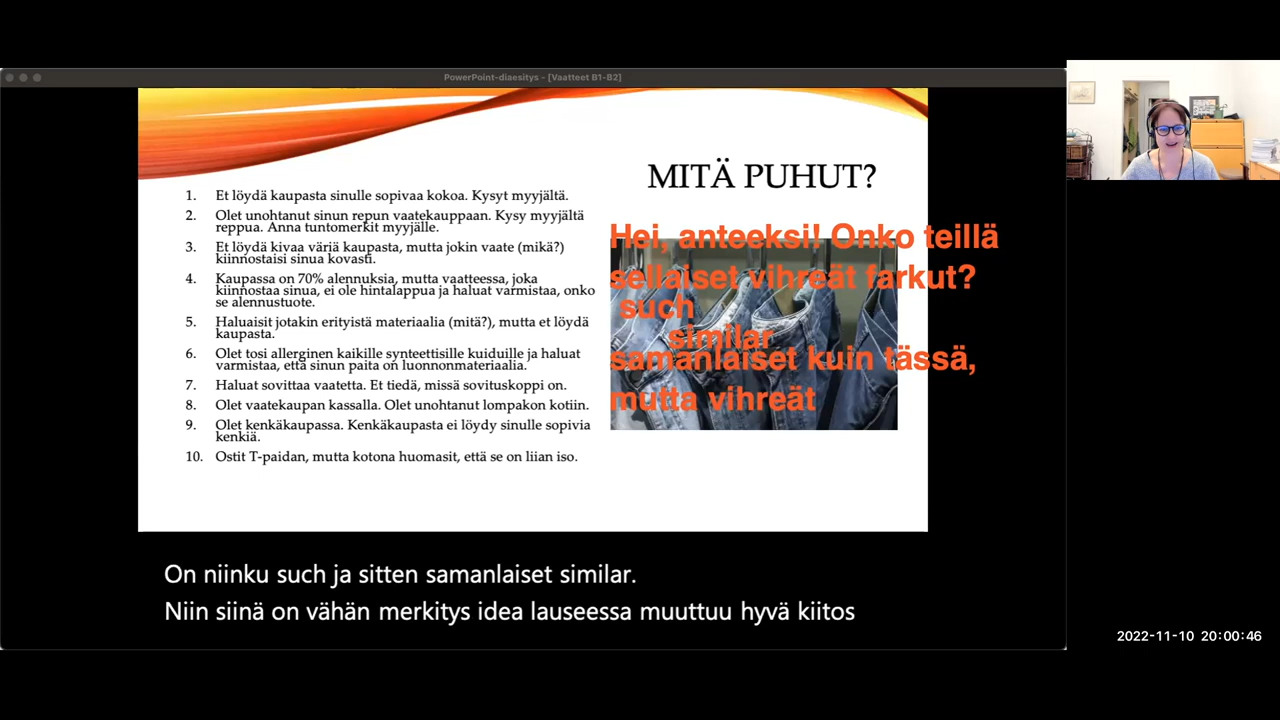 PowerPoint-diaesitys - [Vaatteet B1-B2]
MITÄ PUHUT?
1. Et löydä kaupasta sinulle sopivaa kokoa. Kysyt myyjältä.
2. Olet unohtanut sinun repun vaatekauppaan. Kysy myyjältä
reppua. Anna tuntomerkit myyjälle.
3. Et löydä kivaa väriä kaupasta, mutta jokin vaate (mikä?)
kiinnostaisi sinua kovasti.
4. Kaupassa on 70% alennuksia, mutta vaatteessa, joka
kiinnostaa sinua, ei ole hintalappua ja haluat varmistaa, onko
se alennustuote.
5. Haluaisit jotakin erityistä materiaalia (mitä?), mutta et löydä
kaupasta.
6. Olet tosi allerginen kaikille synteettisille kuiduille ja haluat
varmistaa, että sinun paita on luonnonmateriaalia.
7. Haluat sovittaa vaatetta. Et tiedä, missä sovituskoppi on.
8. Olet vaatekaupan kassalla. Olet unohtanut lompakon kotiin.
9. Olet kenkäkaupassa. Kenkäkaupasta ei löydy sinulle sopivia
kenkiä.
10. Ostit T-paidan, mutta kotona huomasit, että se on liian iso.
Hei, anteeksi! Onko teillä
sellaiset vihreät farkut?
such
similar
samanlaiset kuin tässä,
mutta vihreät
On niinku such ja sitten samanlaiset similar.
Niin siinä on vähän merkitys idea lauseessa muuttuu hyvä kiitos
2022-11-10 20:00:46